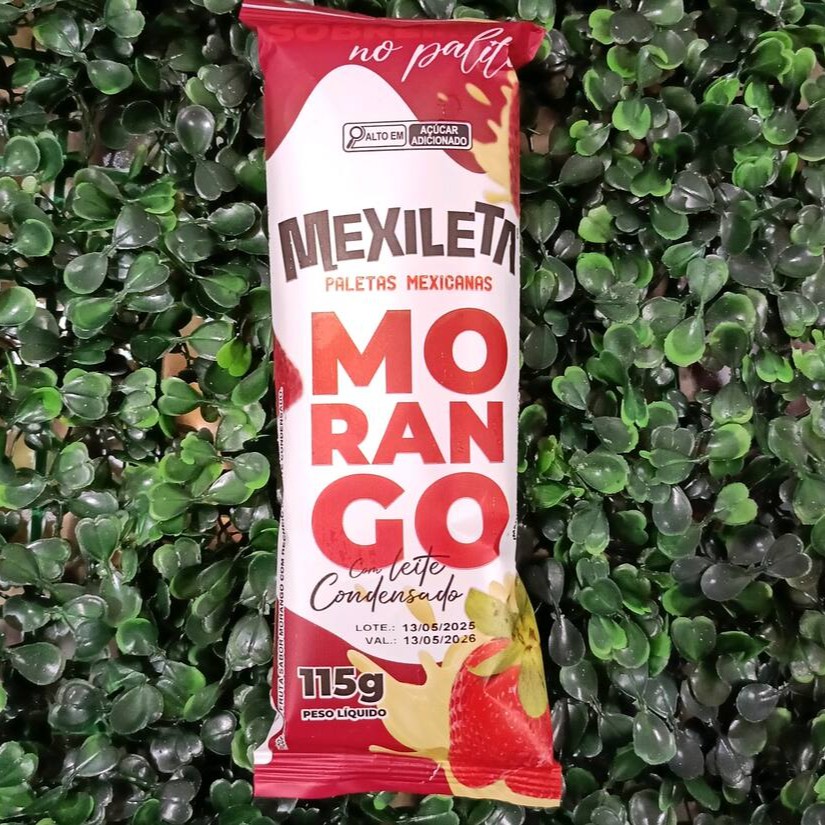 no palit
ALTO EM
AÇÚCAR
ADICIONADO
MEXILETA
PALETAS MEXICANAS
MO
RAN
GO
Com leite
Condensado
LOTE.: 13/05/2025
VAL.: 13/05/2026
115g
PESO LÍQUIDO